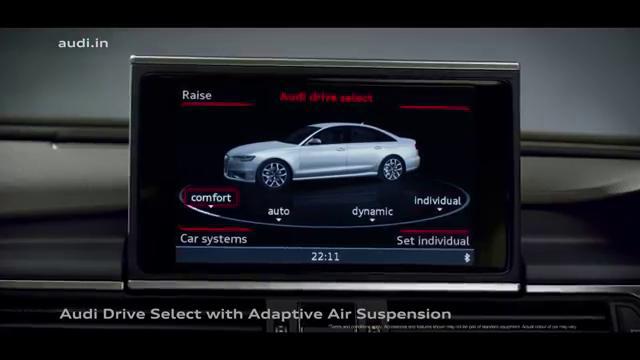 audi.in
Raise
Audi drive select
comfort
auto
dynamic
individual
Car systems
Set individual
22:11
Audi Drive Select with Adaptive Air Suspension
*Terms and conditions apply. Accessories and features shown may not be part of standard equipment. Actual colour of car may vary.